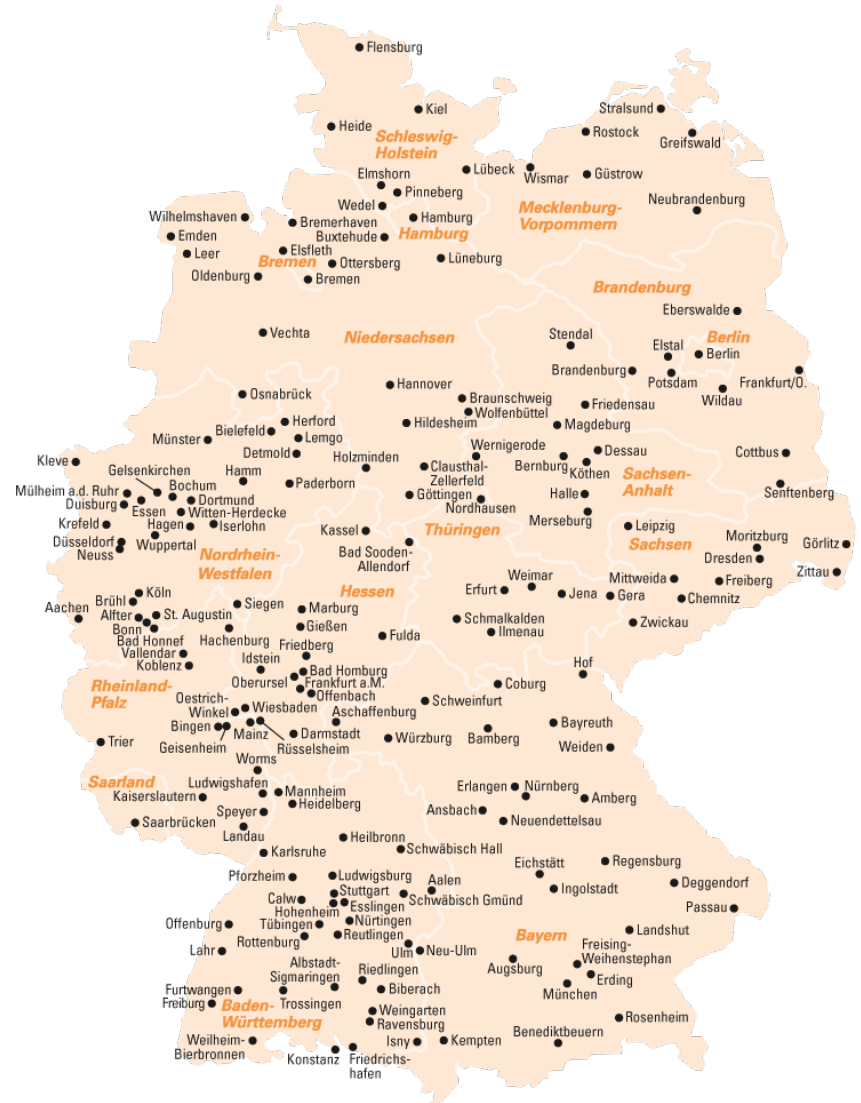 Flensburg
Kiel
Stralsund
Heide
Rostock
Schleswig-
Holstein
Greifswald
Elmshorn
Lübeck
Wismar
Güstrow
Pinneberg
Neubrandenburg
Wedel
Mecklenburg-
Vorpommern
Wilhelmshaven
Bremerhaven
Hamburg
Emden
Buxtehude
Hamburg
Leer
Elsfleth
Bremen
Ottersberg
Lüneburg
Oldenburg
Bremen
Brandenburg
Eberswalde
Vechta
Niedersachsen
Stendal
Berlin
Elstal
Berlin
Brandenburg
Potsdam
Frankfurt/O.
Wildau
Hannover
Osnabrück
Braunschweig
Wolfenbüttel
Friedensau
Herford
Hildesheim
Magdeburg
Bielefeld
Lemgo
Münster
Detmold
Wernigerode
Dessau
Cottbus
Kleve
Holzminden
Bernburg
Köthen
Gelsenkirchen
Hamm
Clausthal-
Zellerfeld
Sachsen-
Anhalt
Bochum
Paderborn
Mülheim a.d. Ruhr
Dortmund
Göttingen
Halle
Senftenberg
Duisburg
Essen
Witten-Herdecke
Nordhausen
Merseburg
Krefeld
Hagen
Iserlohn
Kassel
Thüringen
Leipzig
Düsseldorf
Wuppertal
Neuss
Bad Sooden-
Allendorf
Sachsen
Moritzburg
Görlitz
Nordrhein-
Westfalen
Dresden
Zittau
Hessen
Weimar
Mittweida
Freiberg
Köln
Erfurt
Jena
Gera
Chemnitz
Brühl
Siegen
Marburg
Aachen
Alfter
St. Augustin
Schmalkalden
Zwickau
Bonn
Gießen
Ilmenau
Bad Honnef
Hachenburg
Fulda
Vallendar
Friedberg
Koblenz
Idstein
Hof
Bad Homburg
Oberursel
Frankfurt a.M.
Coburg
Rheinland-
Pfalz
Offenbach
Oestrich-
Winkel
Wiesbaden
Schweinfurt
Aschaffenburg
Bingen
Mainz
Darmstadt
Bayreuth
Trier
Geisenheim
Rüsselsheim
Würzburg
Bamberg
Weiden
Worms
Saarland
Ludwigshafen
Mannheim
Erlangen
Nürnberg
Kaiserslautern
Heidelberg
Amberg
Speyer
Ansbach
Saarbrücken
Neuendettelsau
Landau
Heilbronn
Karlsruhe
Schwäbisch Hall
Regensburg
Eichstätt
Pforzheim
Ludwigsburg
Aalen
Deggendorf
Stuttgart
Ingolstadt
Calw
Schwäbisch Gmünd
Esslingen
Passau
Hohenheim
Offenburg
Tübingen
Nürtingen
Landshut
Rottenburg
Reutlingen
Bayern
Lahr
Ulm
Neu-Ulm
Freising-
Weihenstephan
Albstadt-
Sigmaringen
Riedlingen
Augsburg
Erding
Furtwangen
Biberach
München
Freiburg
Trossingen
Baden-
Württemberg
Weingarten
Rosenheim
Ravensburg
Weilheim-
Bierbronnen
Isny
Kempten
Benediktbeuern
Konstanz
Friedrichs-
hafen